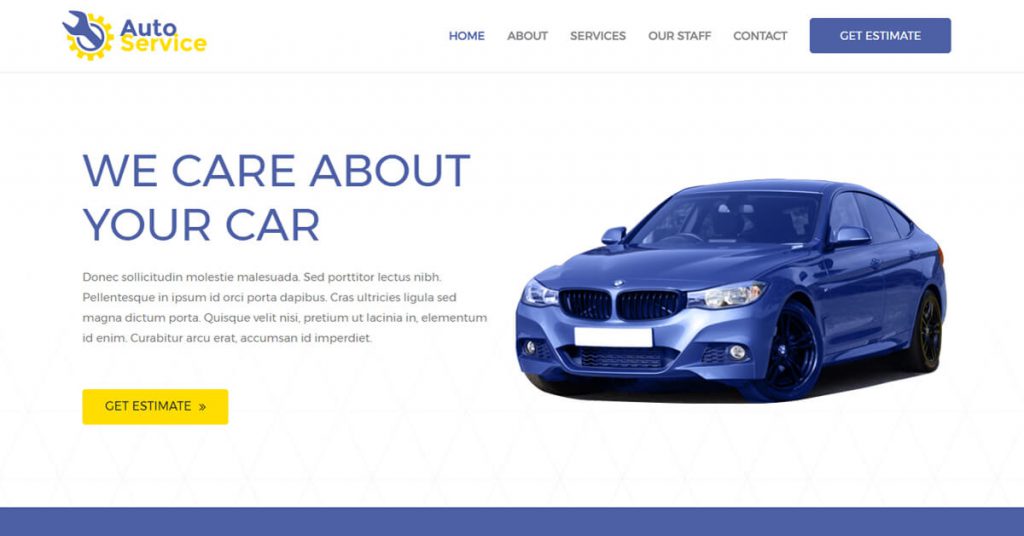 Auto
Service
HOME ABOUT SERVICES OUR STAFF CONTACT GET ESTIMATE
WE CARE ABOUT
YOUR CAR
Donec sollicitudin molestie malesuada. Sed porttitor lectus nibh.
Pellentesque in ipsum id orci porta dapibus. Cras ultricies ligula sed
magna dictum porta. Quisque velit nisi, pretium ut lacinia in, elementum
id enim. Curabitur arcu erat, accumsan id imperdiet.
GET ESTIMATE »